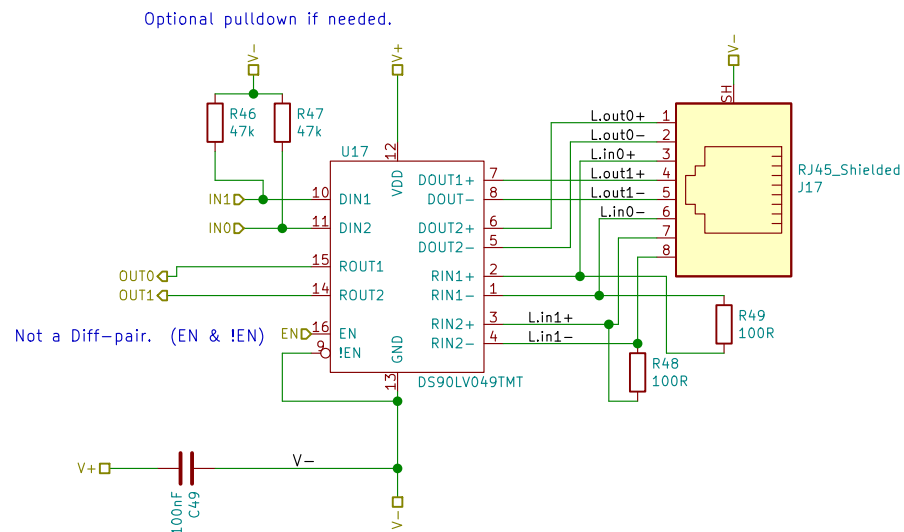 Optional pulldown if needed.
V-
V+
V-
R46
47k
R47
47k
SH
U17
12
VDD
L.out0+
1
L.out0-
2
L.in0+
3
L.out1+
4
L.out1-
5
L.in0-
6
7
8
RJ45_Shielded
J17
IN1
10
DIN1
IN0
11
DIN2
OUT0
15
ROUT1
OUT1
14
ROUT2
EN
16
EN
9
!EN
DOUT1+
7
DOUT-
8
DOUT2+
6
DOUT2-
5
RIN1+
2
RIN1-
1
RIN2+
3
L.in1+
RIN2-
4
L.in1-
GND
13
DS90LV049TMT
Not a Diff-pair. (EN & !EN)
R49
100R
R48
100R
V+
V-
100nF
C49
V-